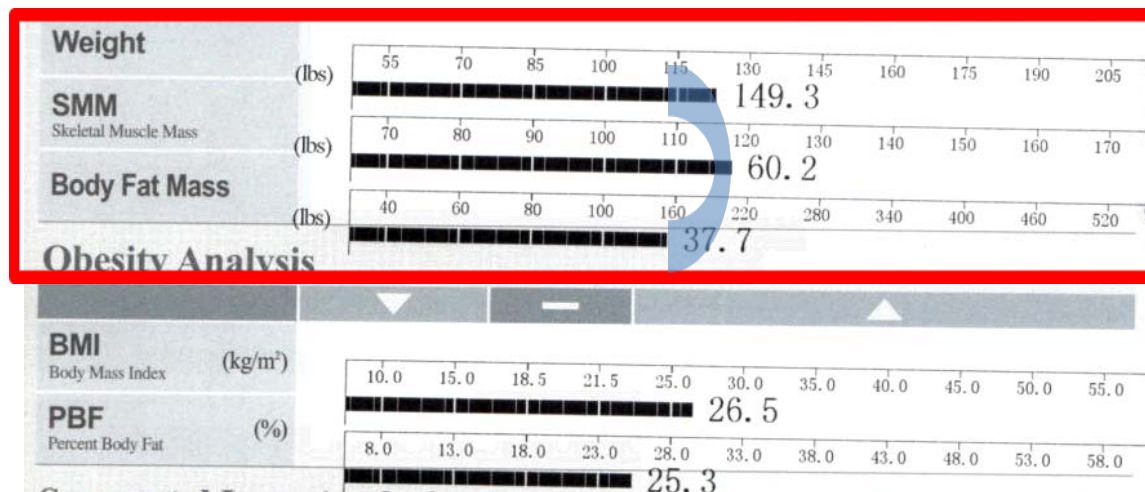 Weight
(lbs)
55 70 85 100 115 130 145 160 175 190 205
149.3
SMM
Skeletal Muscle Mass
(lbs)
70 80 90 100 110 120 130 140 150 160 170
60.2
Body Fat Mass
(lbs)
40 60 80 100 160 220 280 340 400 460 520
37.7
Obesity Analysis
BMI
Body Mass Index
(kg/m²)
10.0 15.0 18.5 21.5 25.0 30.0 35.0 40.0 45.0 50.0 55.0
26.5
PBF
Percent Body Fat
(%)
8.0 13.0 18.0 23.0 28.0 33.0 38.0 43.0 48.0 53.0 58.0
25.3